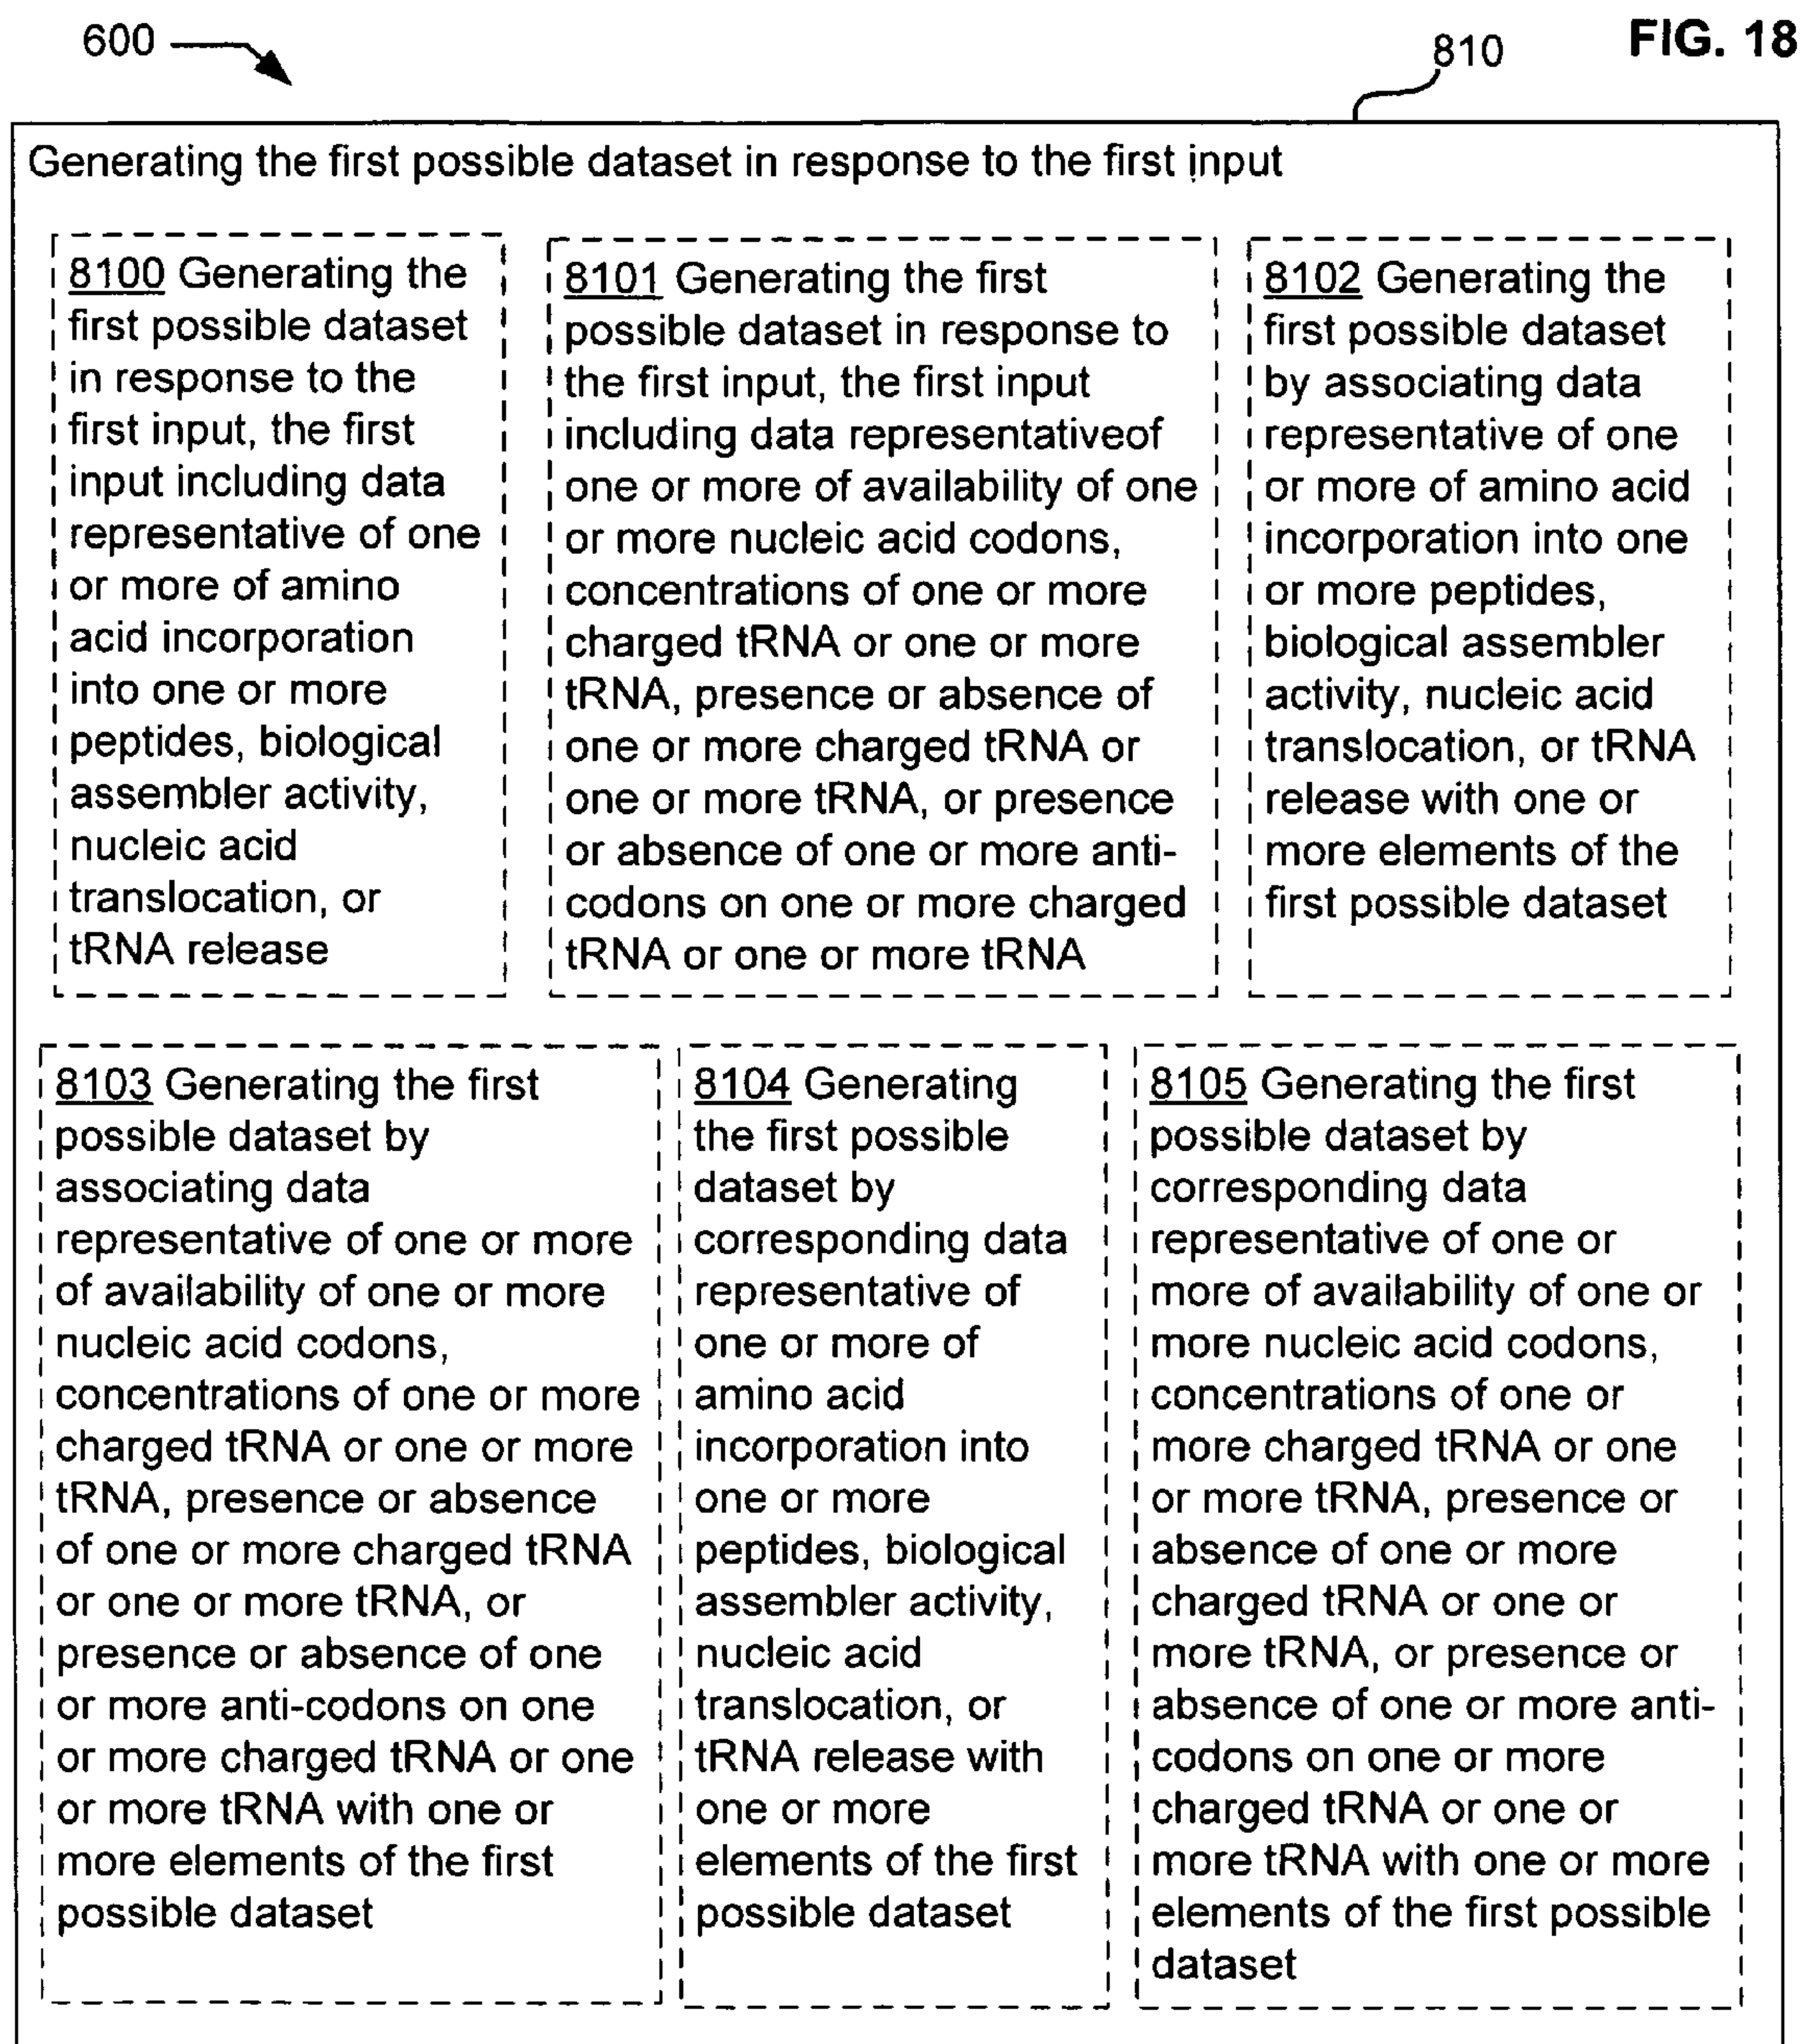 600
810
FIG. 18
Generating the first possible dataset in response to the first input
8100 Generating the
first possible dataset
in response to the
first input, the first
input including data
representative of one
or more of amino
acid incorporation
into one or more
peptides, biological
assembler activity,
nucleic acid
translocation, or
tRNA release
8101 Generating the first
possible dataset in response to
the first input, the first input
including data representativeof
one or more of availability of one
or more nucleic acid codons,
concentrations of one or more
charged tRNA or one or more
tRNA, presence or absence of
one or more charged tRNA or
one or more tRNA, or presence
or absence of one or more anti-
codons on one or more charged
tRNA or one or more tRNA
8102 Generating the
first possible dataset
by associating data
representative of one
or more of amino acid
incorporation into one
or more peptides,
biological assembler
activity, nucleic acid
translocation, or tRNA
release with one or
more elements of the
first possible dataset
8103 Generating the first
possible dataset by
associating data
representative of one or more
of availability of one or more
nucleic acid codons,
concentrations of one or more
charged tRNA or one or more
tRNA, presence or absence
of one or more charged tRNA
or one or more tRNA, or
presence or absence of one
or more anti-codons on one
or more charged tRNA or one
or more tRNA with one or
more elements of the first
possible dataset
8104 Generating
the first possible
dataset by
corresponding data
representative of
one or more of
amino acid
incorporation into
one or more
peptides, biological
assembler activity,
nucleic acid
translocation, or
tRNA release with
one or more
elements of the first
possible dataset
8105 Generating the first
possible dataset by
corresponding data
representative of one or
more of availability of one or
more nucleic acid codons,
concentrations of one or
more charged tRNA or one
or more tRNA, presence or
absence of one or more
charged tRNA or one or
more tRNA, or presence or
absence of one or more anti-
codons on one or more
charged tRNA or one or
more tRNA with one or more
elements of the first possible
dataset